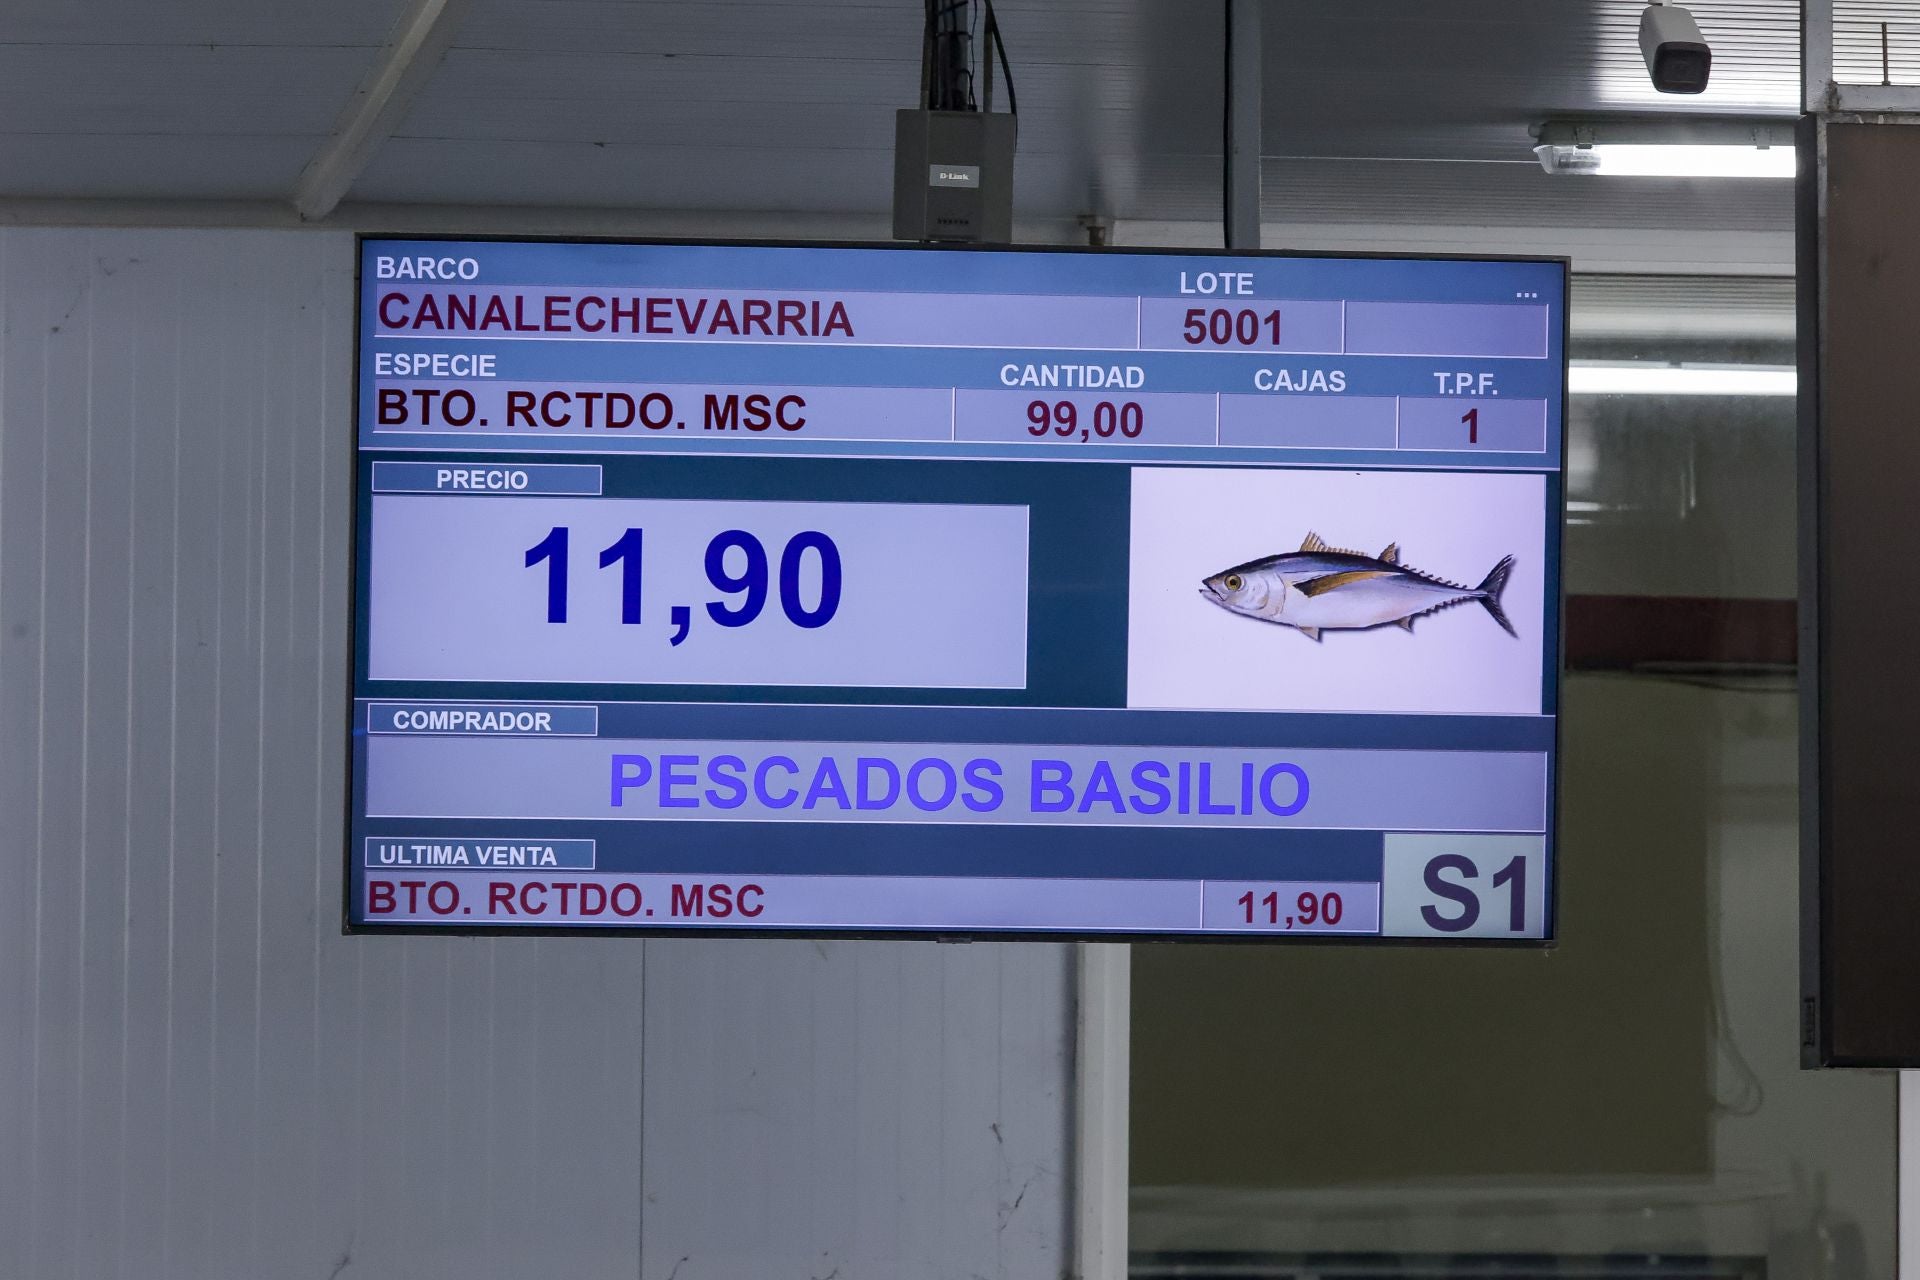 D-Link
BARCO LOTE ...
CANALECHEVARRIA 5001
ESPECIE CANTIDAD CAJAS T.P.F.
BTO. RCTDO. MSC 99,00 1
PRECIO
11,90
COMPRADOR
PESCADOS BASILIO
ULTIMA VENTA
BTO. RCTDO. MSC 11,90 S1